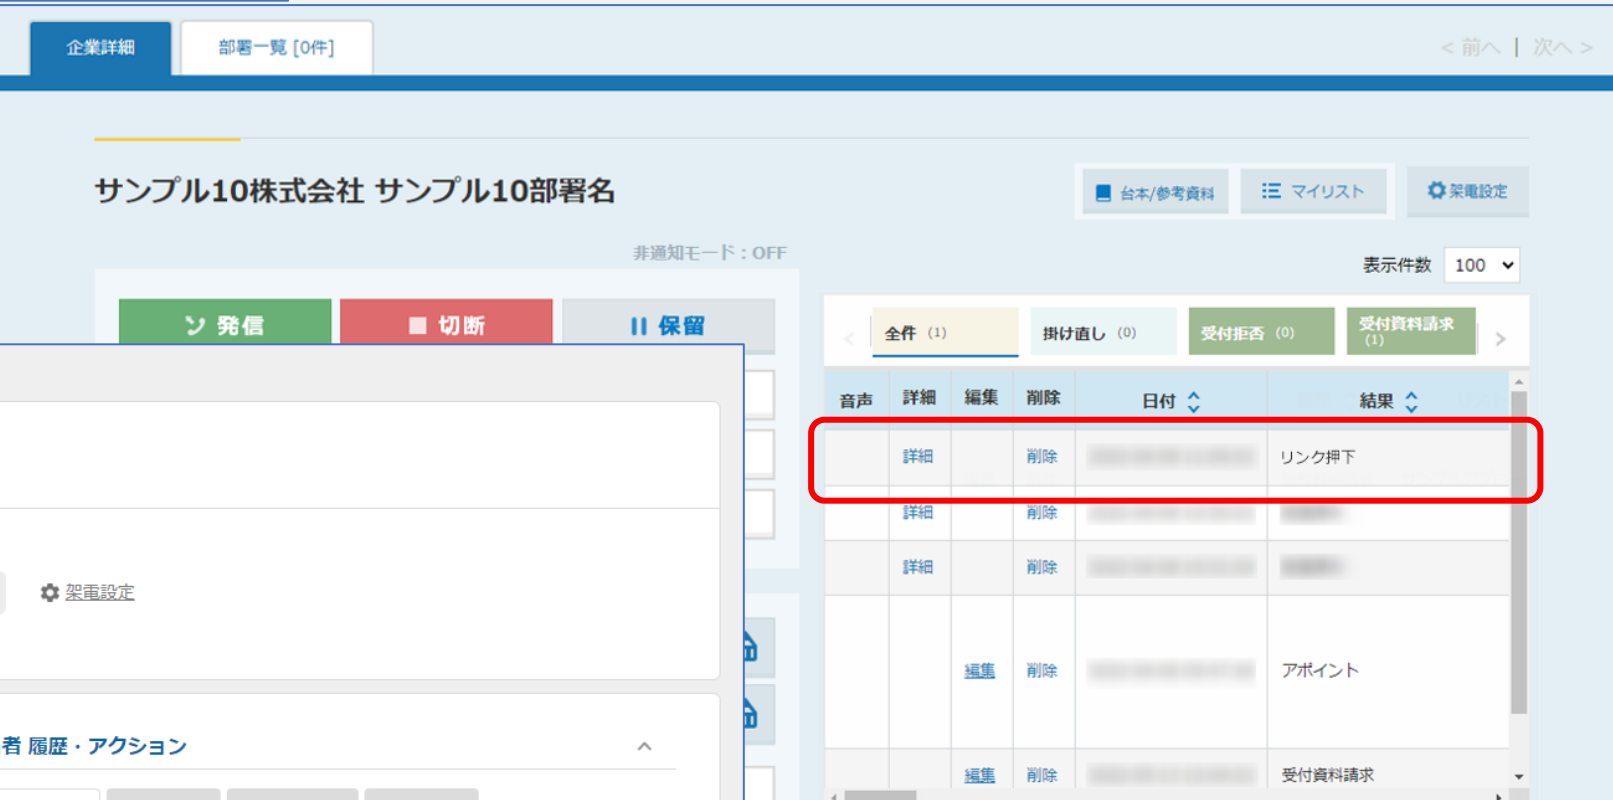 企業詳細
部署一覧 [0件]
< 前へ | 次へ >
サンプル10株式会社 サンプル10部署名
台本/参考資料
マイリスト
架電設定
非通知モード：OFF
表示件数 100
発信
切断
保留
< 全件 (1)
掛け直し (0)
受付拒否 (0)
受付資料請求
(1)
>
音声 詳細 編集 削除 日付 結果
詳細 削除 リンク押下
詳細 削除
詳細 削除
架電設定
編集 削除 アポイント
者 履歴・アクション
編集 削除 受付資料請求